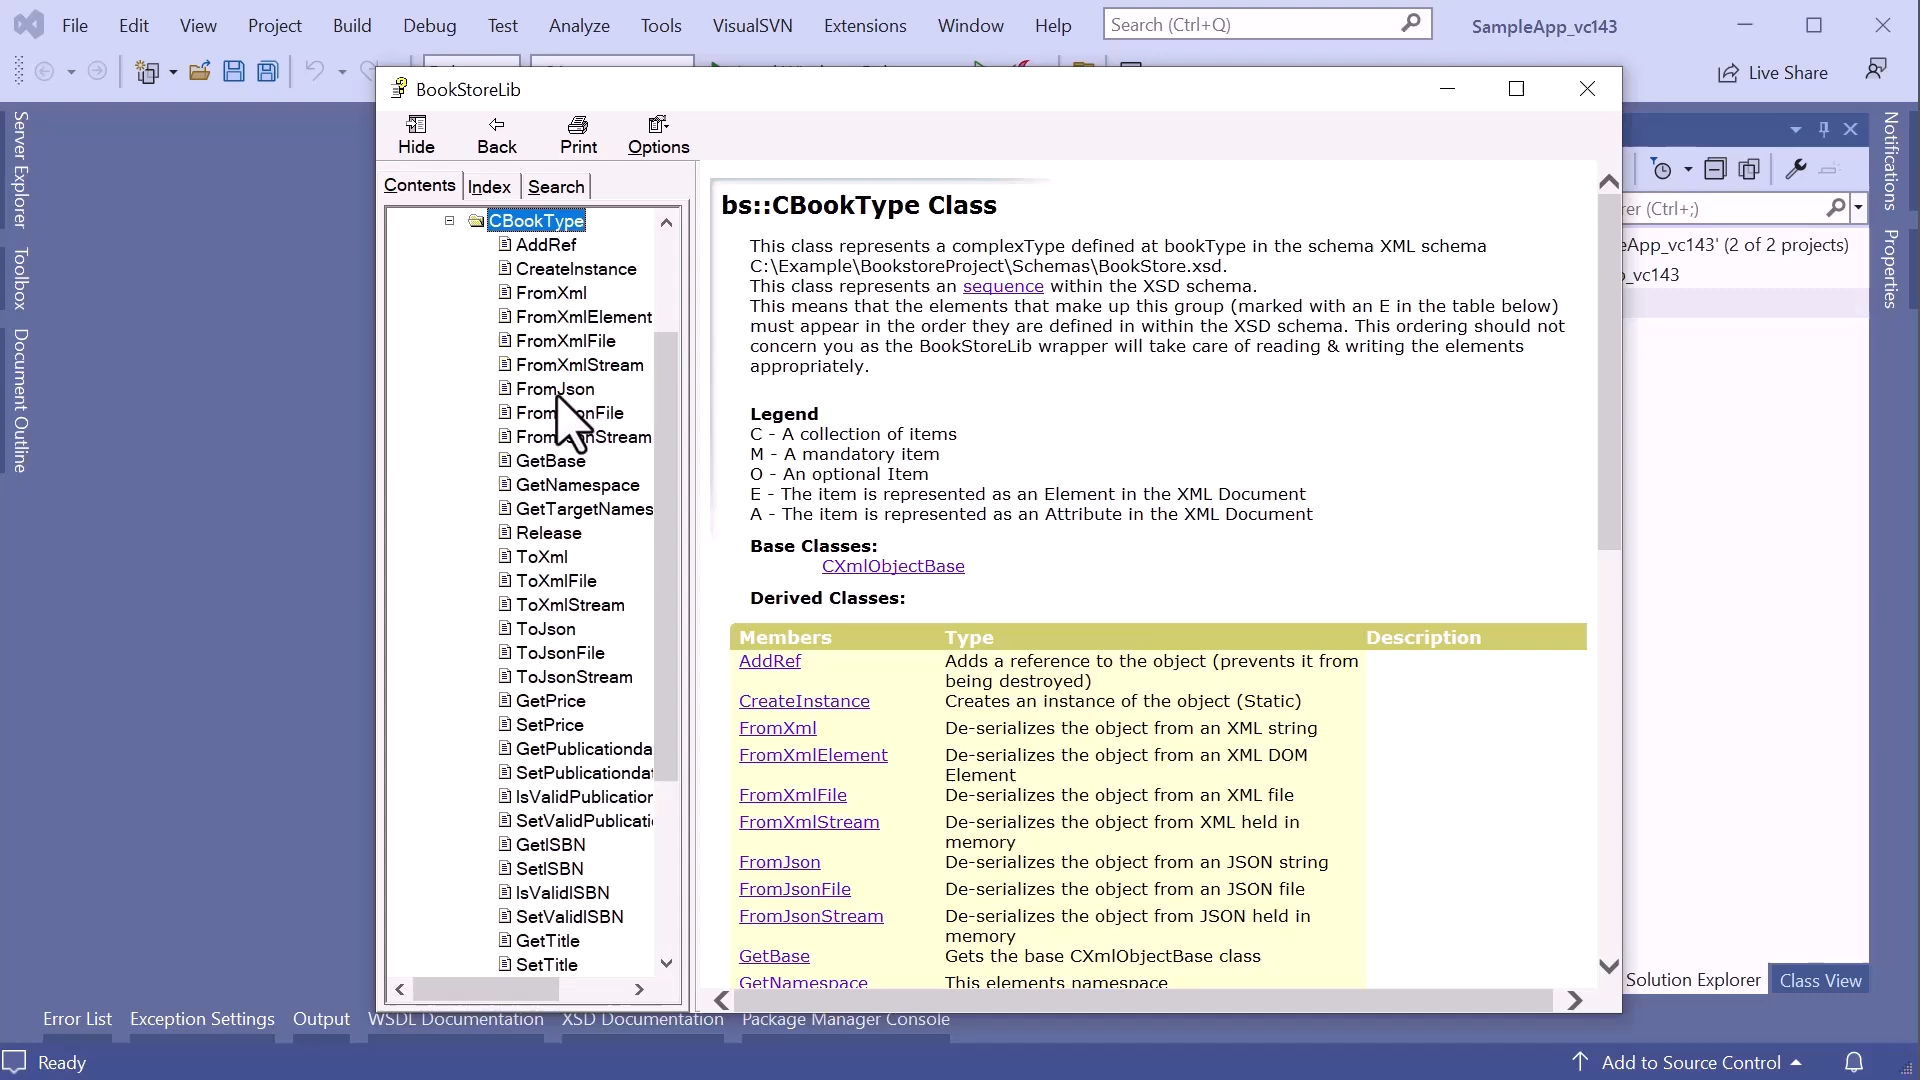 File Edit View Project Build Debug Test Analyze Tools VisualSVN Extensions Window Help Search (Ctrl+Q) SampleApp_vc143
Live Share
BookStoreLib
Hide Back Print Options
Contents Index Search
Server Explorer
Toolbox
Document Outline
CBookType
AddRef
CreateInstance
FromXml
FromXmlElement
FromXmlFile
FromXmlStream
FromJson
GetBase
GetNamespace
GetTargetNames
Release
ToXml
ToXmlFile
ToXmlStream
ToJson
ToJsonFile
ToJsonStream
GetPrice
SetPrice
GetPublicationda
SetPublicationdat
IsValidPublication
SetValidPublicati
GetISBN
SetISBN
IsValidISBN
SetValidISBN
GetTitle
SetTitle
bs::CBookType Class
This class represents a complexType defined at bookType in the schema XML schema
C:\Example\BookstoreProject\Schemas\BookStore.xsd.
This class represents an sequence within the XSD schema.
This means that the elements that make up this group (marked with an E in the table below)
must appear in the order they are defined in within the XSD schema. This ordering should not
concern you as the BookStoreLib wrapper will take care of reading & writing the elements
appropriately.
Legend
C - A collection of items
M - A mandatory item
O - An optional Item
E - The item is represented as an Element in the XML Document
A - The item is represented as an Attribute in the XML Document
Base Classes:
CXmlObjectBase
Derived Classes:
Members Type Description
AddRef Adds a reference to the object (prevents it from
being destroyed)
CreateInstance Creates an instance of the object (Static)
FromXml De-serializes the object from an XML string
FromXmlElement De-serializes the object from an XML DOM
Element
FromXmlFile De-serializes the object from an XML file
FromXmlStream De-serializes the object from XML held in
memory
FromJson De-serializes the object from an JSON string
FromJsonFile De-serializes the object from an JSON file
FromJsonStream De-serializes the object from JSON held in
memory
GetBase Gets the base CXmlObjectBase class
GetNamespace This elements namespace
rer (Ctrl+;)
eApp_vc143' (2 of 2 projects)
_vc143
Notifications
Properties
Solution Explorer Class View
Error List Exception Settings Output WSDL Documentation XSD Documentation Package Manager Console
Ready Add to Source Control